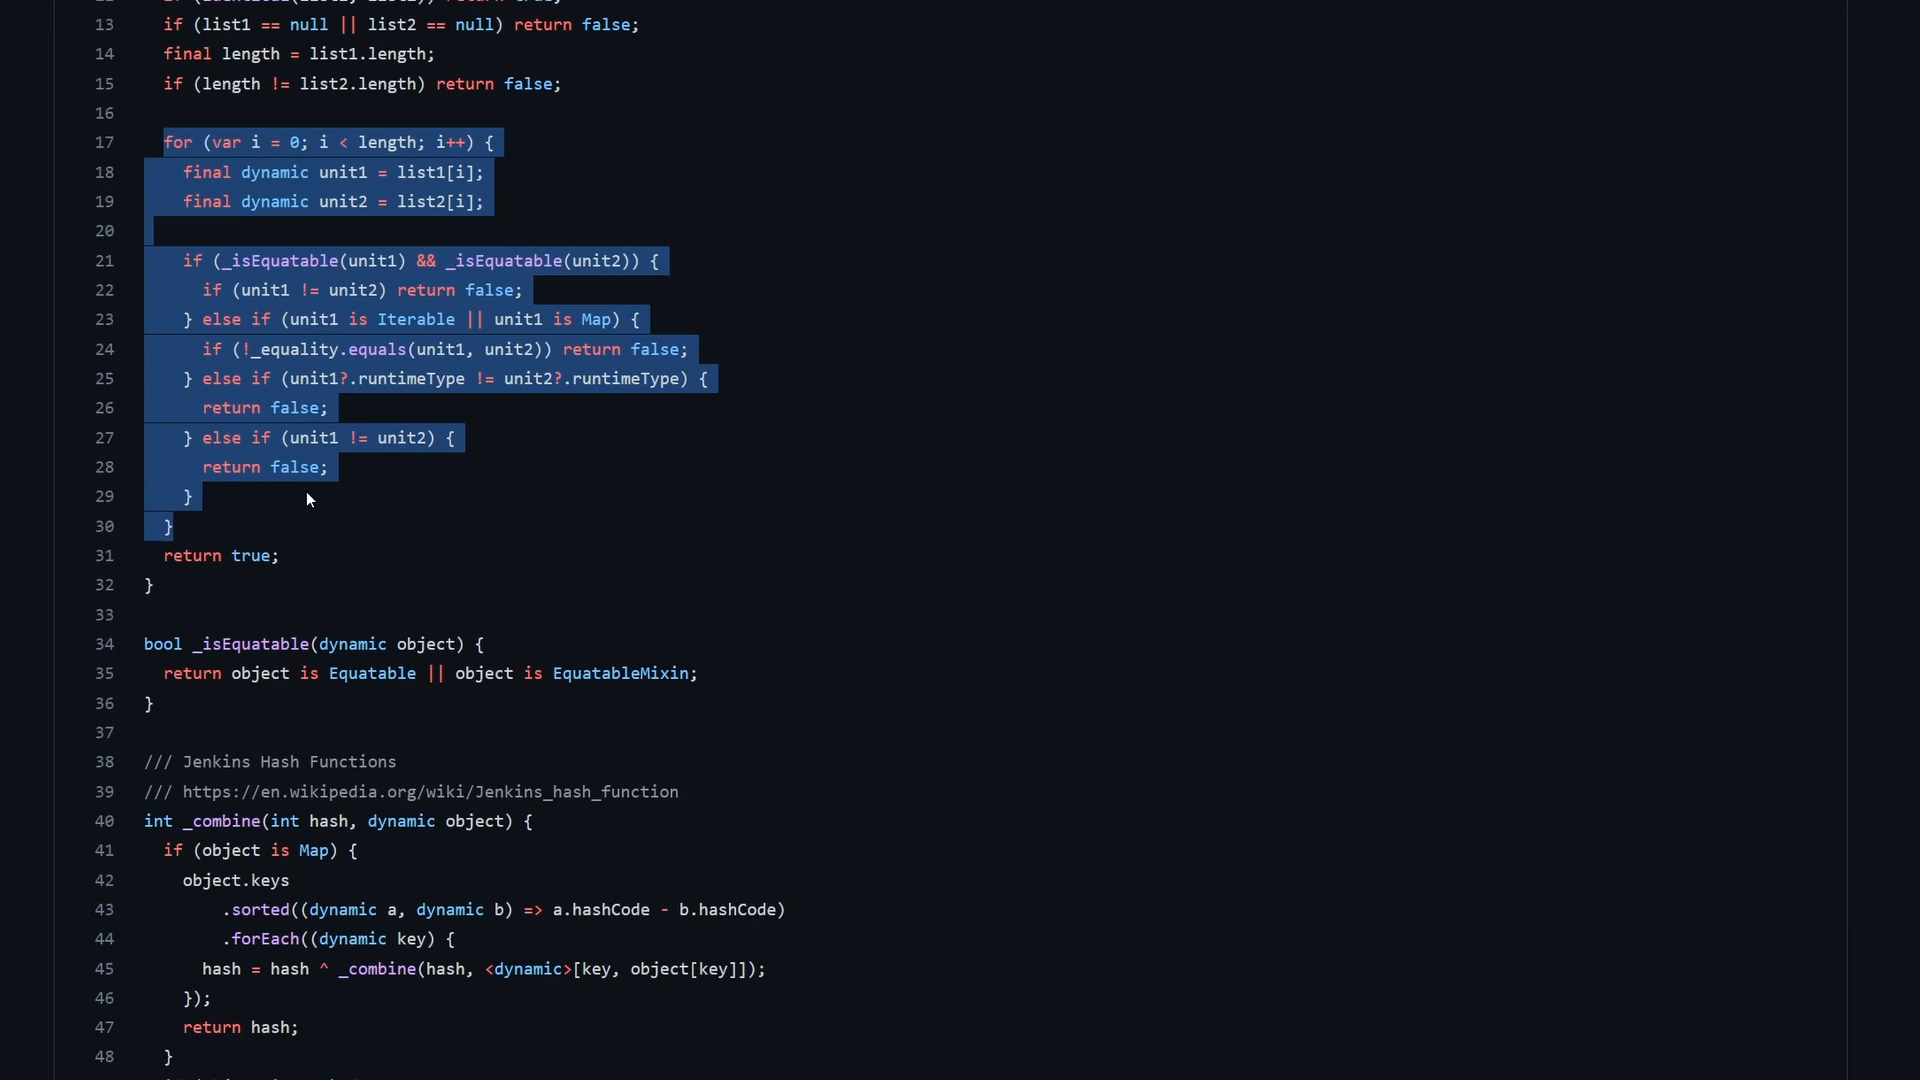 13 if (list1 == null || list2 == null) return false;
14 final length = list1.length;
15 if (length != list2.length) return false;
16
17 for (var i = 0; i < length; i++) {
18 final dynamic unit1 = list1[i];
19 final dynamic unit2 = list2[i];
20
21 if (_isEquatable(unit1) && _isEquatable(unit2)) {
22 if (unit1 != unit2) return false;
23 } else if (unit1 is Iterable || unit1 is Map) {
24 if (!_equality.equals(unit1, unit2)) return false;
25 } else if (unit1?.runtimeType != unit2?.runtimeType) {
26 return false;
27 } else if (unit1 != unit2) {
28 return false;
29 }
30 }
31 return true;
32 }
33
34 bool _isEquatable(dynamic object) {
35 return object is Equatable || object is EquatableMixin;
36 }
37
38 /// Jenkins Hash Functions
39 /// https://en.wikipedia.org/wiki/Jenkins_hash_function
40 int _combine(int hash, dynamic object) {
41 if (object is Map) {
42 object.keys
43 .sorted((dynamic a, dynamic b) => a.hashCode - b.hashCode)
44 .forEach((dynamic key) {
45 hash = hash ^ _combine(hash, <dynamic>[key, object[key]]);
46 });
47 return hash;
48 }